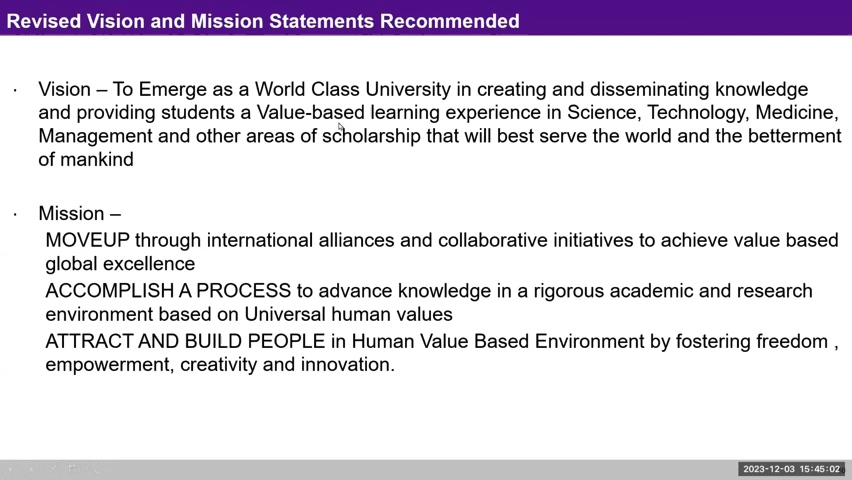 Revised Vision and Mission Statements Recommended
· Vision – To Emerge as a World Class University in creating and disseminating knowledge
and providing students a Value-based learning experience in Science, Technology, Medicine,
Management and other areas of scholarship that will best serve the world and the betterment
of mankind
· Mission –
MOVEUP through international alliances and collaborative initiatives to achieve value based
global excellence
ACCOMPLISH A PROCESS to advance knowledge in a rigorous academic and research
environment based on Universal human values
ATTRACT AND BUILD PEOPLE in Human Value Based Environment by fostering freedom ,
empowerment, creativity and innovation.
2023-12-03 15:45:02